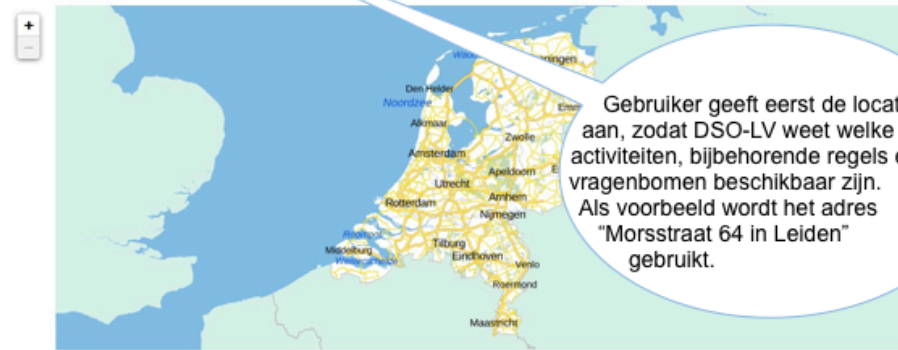 +
−
Den Helder
Noordzee
Alkmaar
Zwolle
Amsterdam
Apeldoorn
Utrecht
Arnhem
Rotterdam
Nijmegen
Tilburg
Middelburg
Eindhoven
Venlo
Roermond
Maastricht
Gebruiker geeft eerst de locat
aan, zodat DSO-LV weet welke
activiteiten, bijbehorende regels e
vragenbomen beschikbaar zijn.
Als voorbeeld wordt het adres
“Morsstraat 64 in Leiden”
gebruikt.